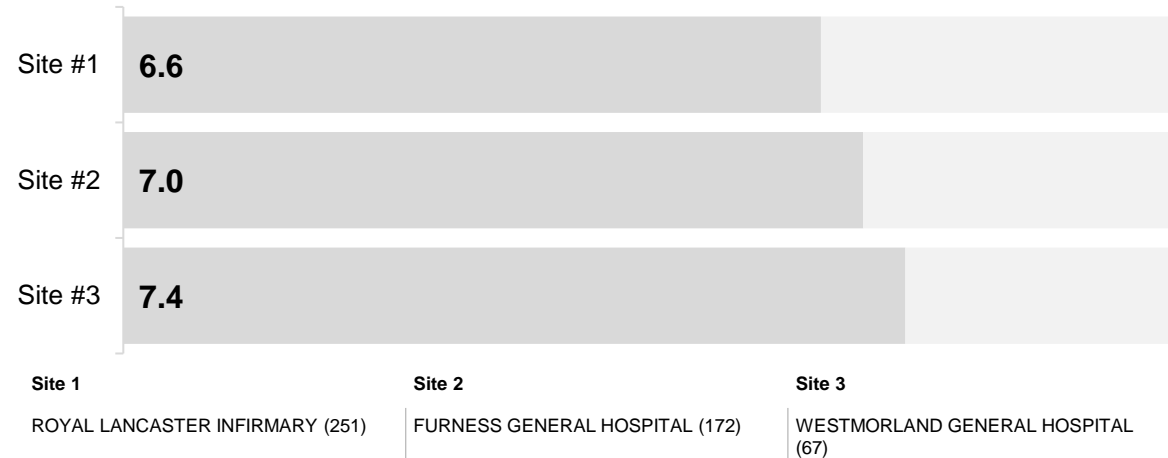 Site #1
6.6
Site #2
7.0
Site #3
7.4
Site 1
Site 2
Site 3
ROYAL LANCASTER INFIRMARY (251)
FURNESS GENERAL HOSPITAL (172)
WESTMORLAND GENERAL HOSPITAL
(67)